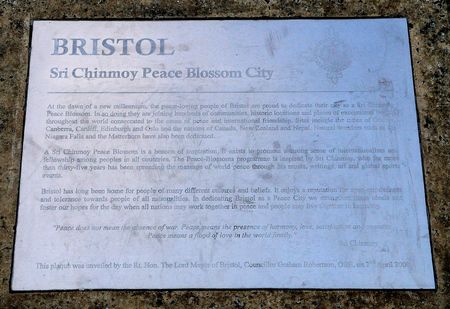 BRISTOL
Sri Chinmoy Peace Blossom City
At the dawn of a new millennium, the peace-loving people of Bristol are proud to dedicate their city as a Sri Chinmoy
Peace Blossom. In so doing they are joining hundreds of communities, historic locations and places of exceptional beauty
throughout the world consecrated to the cause of peace and international friendship. Sites include the cities of
Canberra, Cardiff, Edinburgh and Oslo and the nations of Canada, New Zealand and Nepal. Natural wonders such as
Niagara Falls and the Matterhorn have also been dedicated.
A Sri Chinmoy Peace Blossom is a beacon of inspiration. It exists to promote a strong sense of internationalism and
fellowship among peoples in all countries. The Peace-Blossoms programme is inspired by Sri Chinmoy, who for more
than thirty-five years has been spreading the message of world peace through his music, writings, art and global sports
events.
Bristol has long been home for people of many different cultures and beliefs. It enjoys a reputation for
and tolerance towards people of all nationalities. In dedicating Bristol as a Peace City we strengthen these ideals and
foster our hopes for the day when all nations may work together in peace and people may live together in harmony.
"Peace does not mean the absence of war. Peace means the presence of harmony, love, satisfaction and oneness.
Peace means a flood of love in the world family."
Sri Chinmoy
This plaque was unveiled by the Rt. Hon. The Lord Mayor of Bristol, Councillor Graham Robertson, OBE, on April